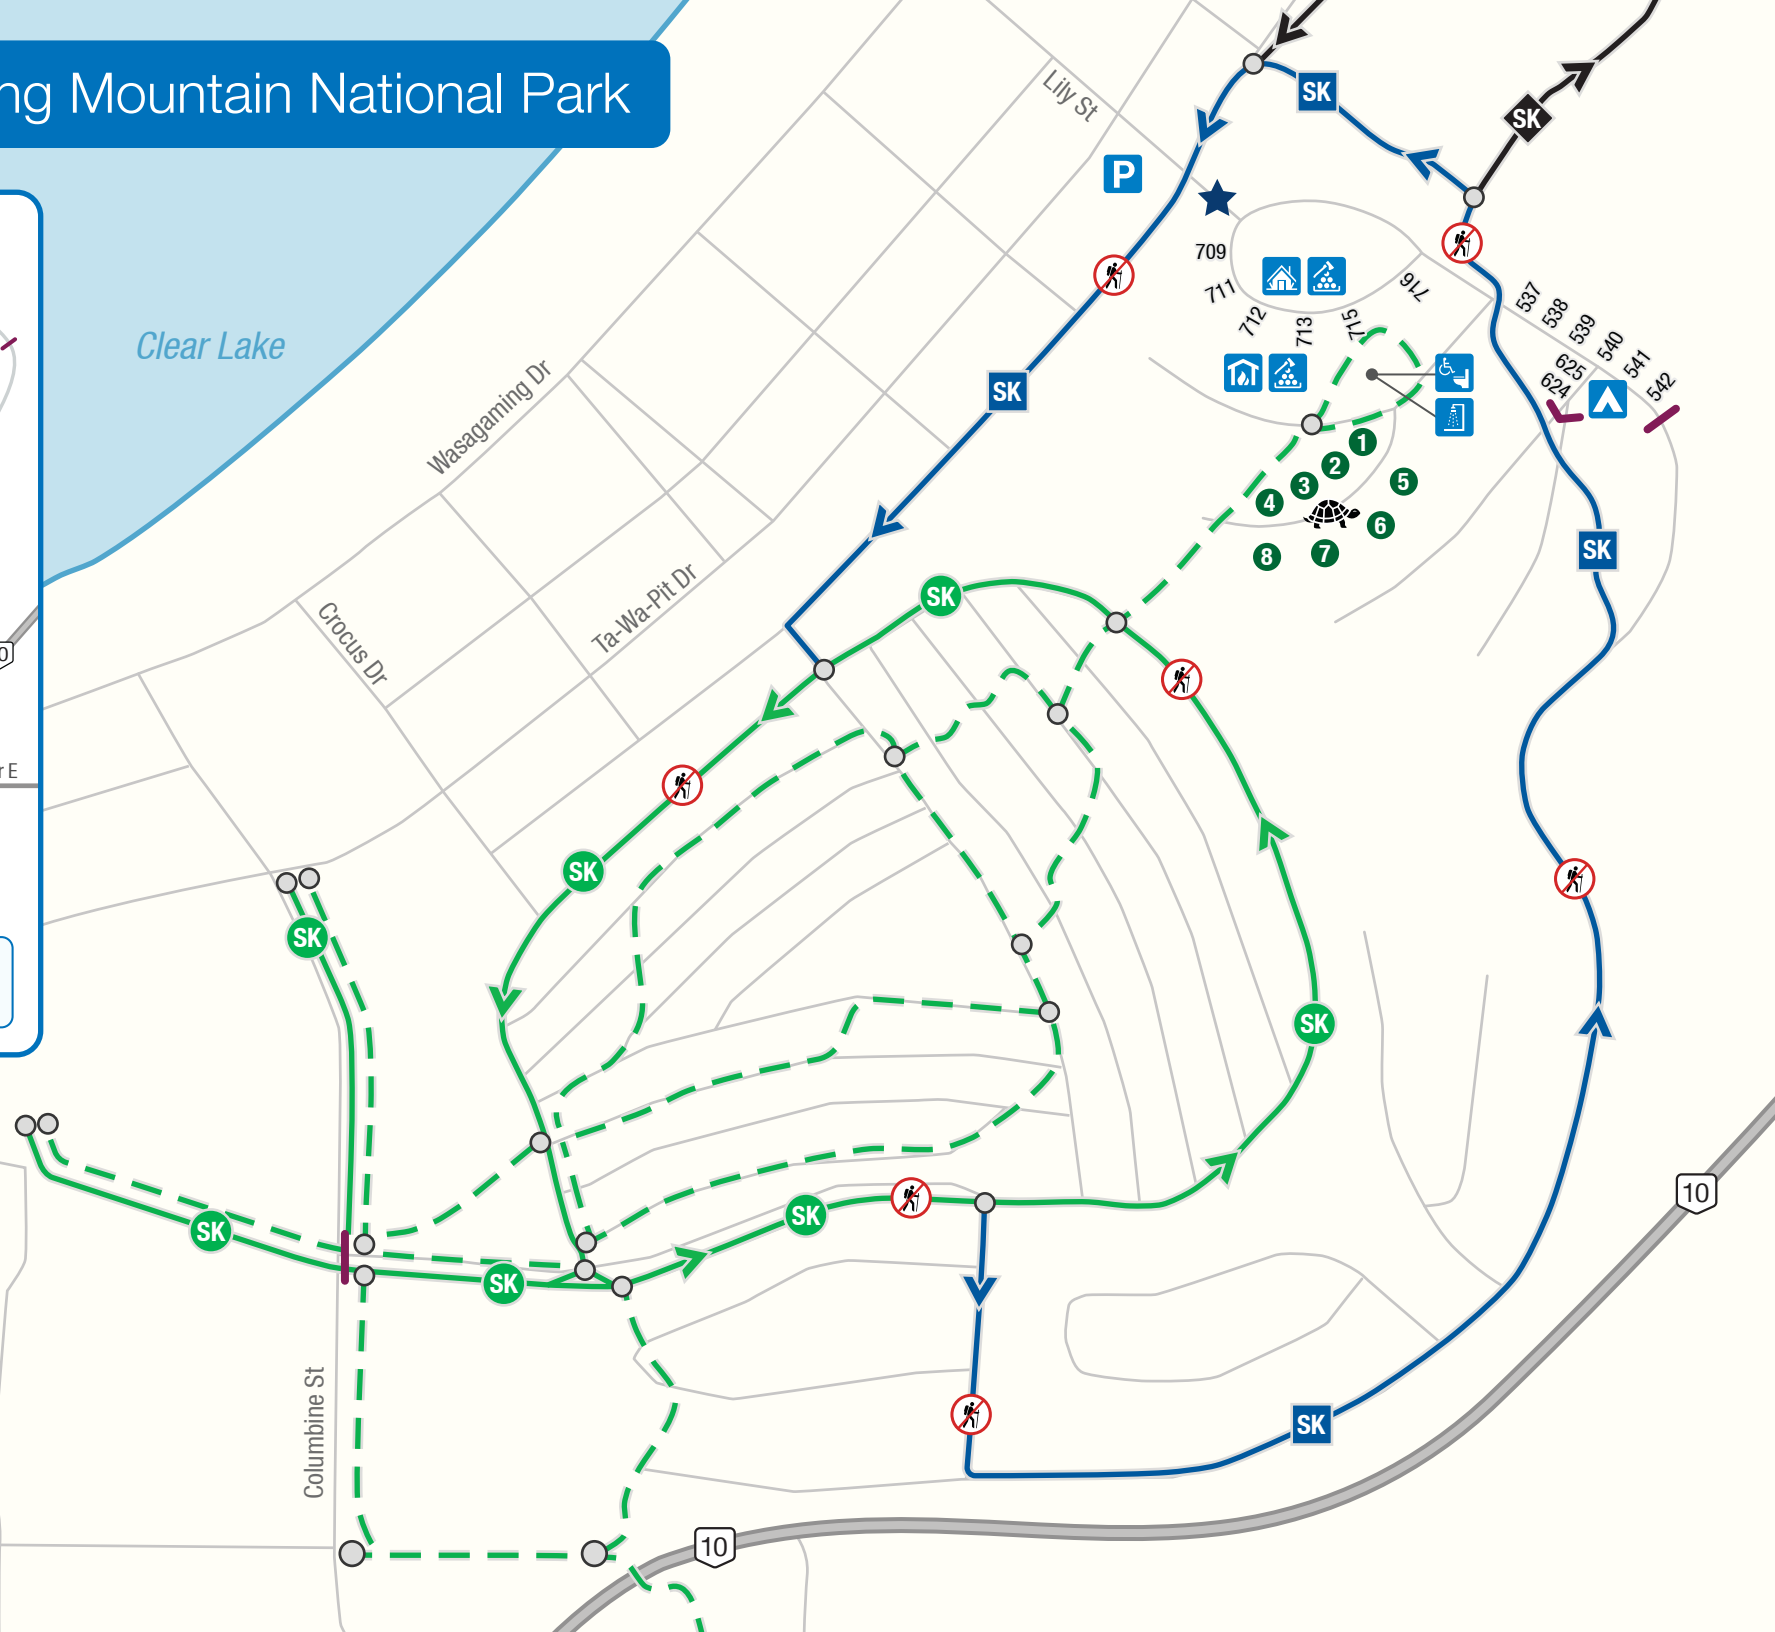 ng Mountain National Park
Lily St
SK
SK
P
709
711
712
713
715
716
537
538
539
540
541
542
625
624
Clear Lake
Wasagaming Dr
SK
1
2
3
4
5
6
7
8
SK
Crocus Dr
Ta-Wa-Pit Dr
SK
0
r E
SK
SK
SK
10
SK
SK
SK
SK
Columbine St
10